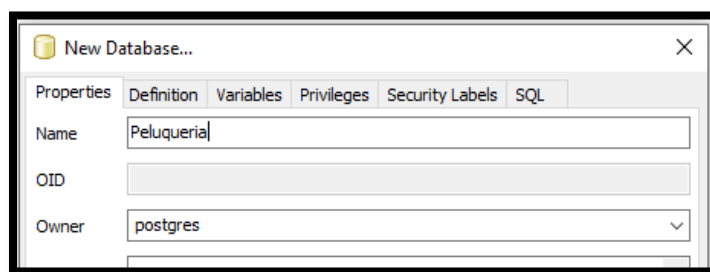 New Database...
Properties Definition Variables Privileges Security Labels SQL
Name Peluqueria
OID
Owner postgres